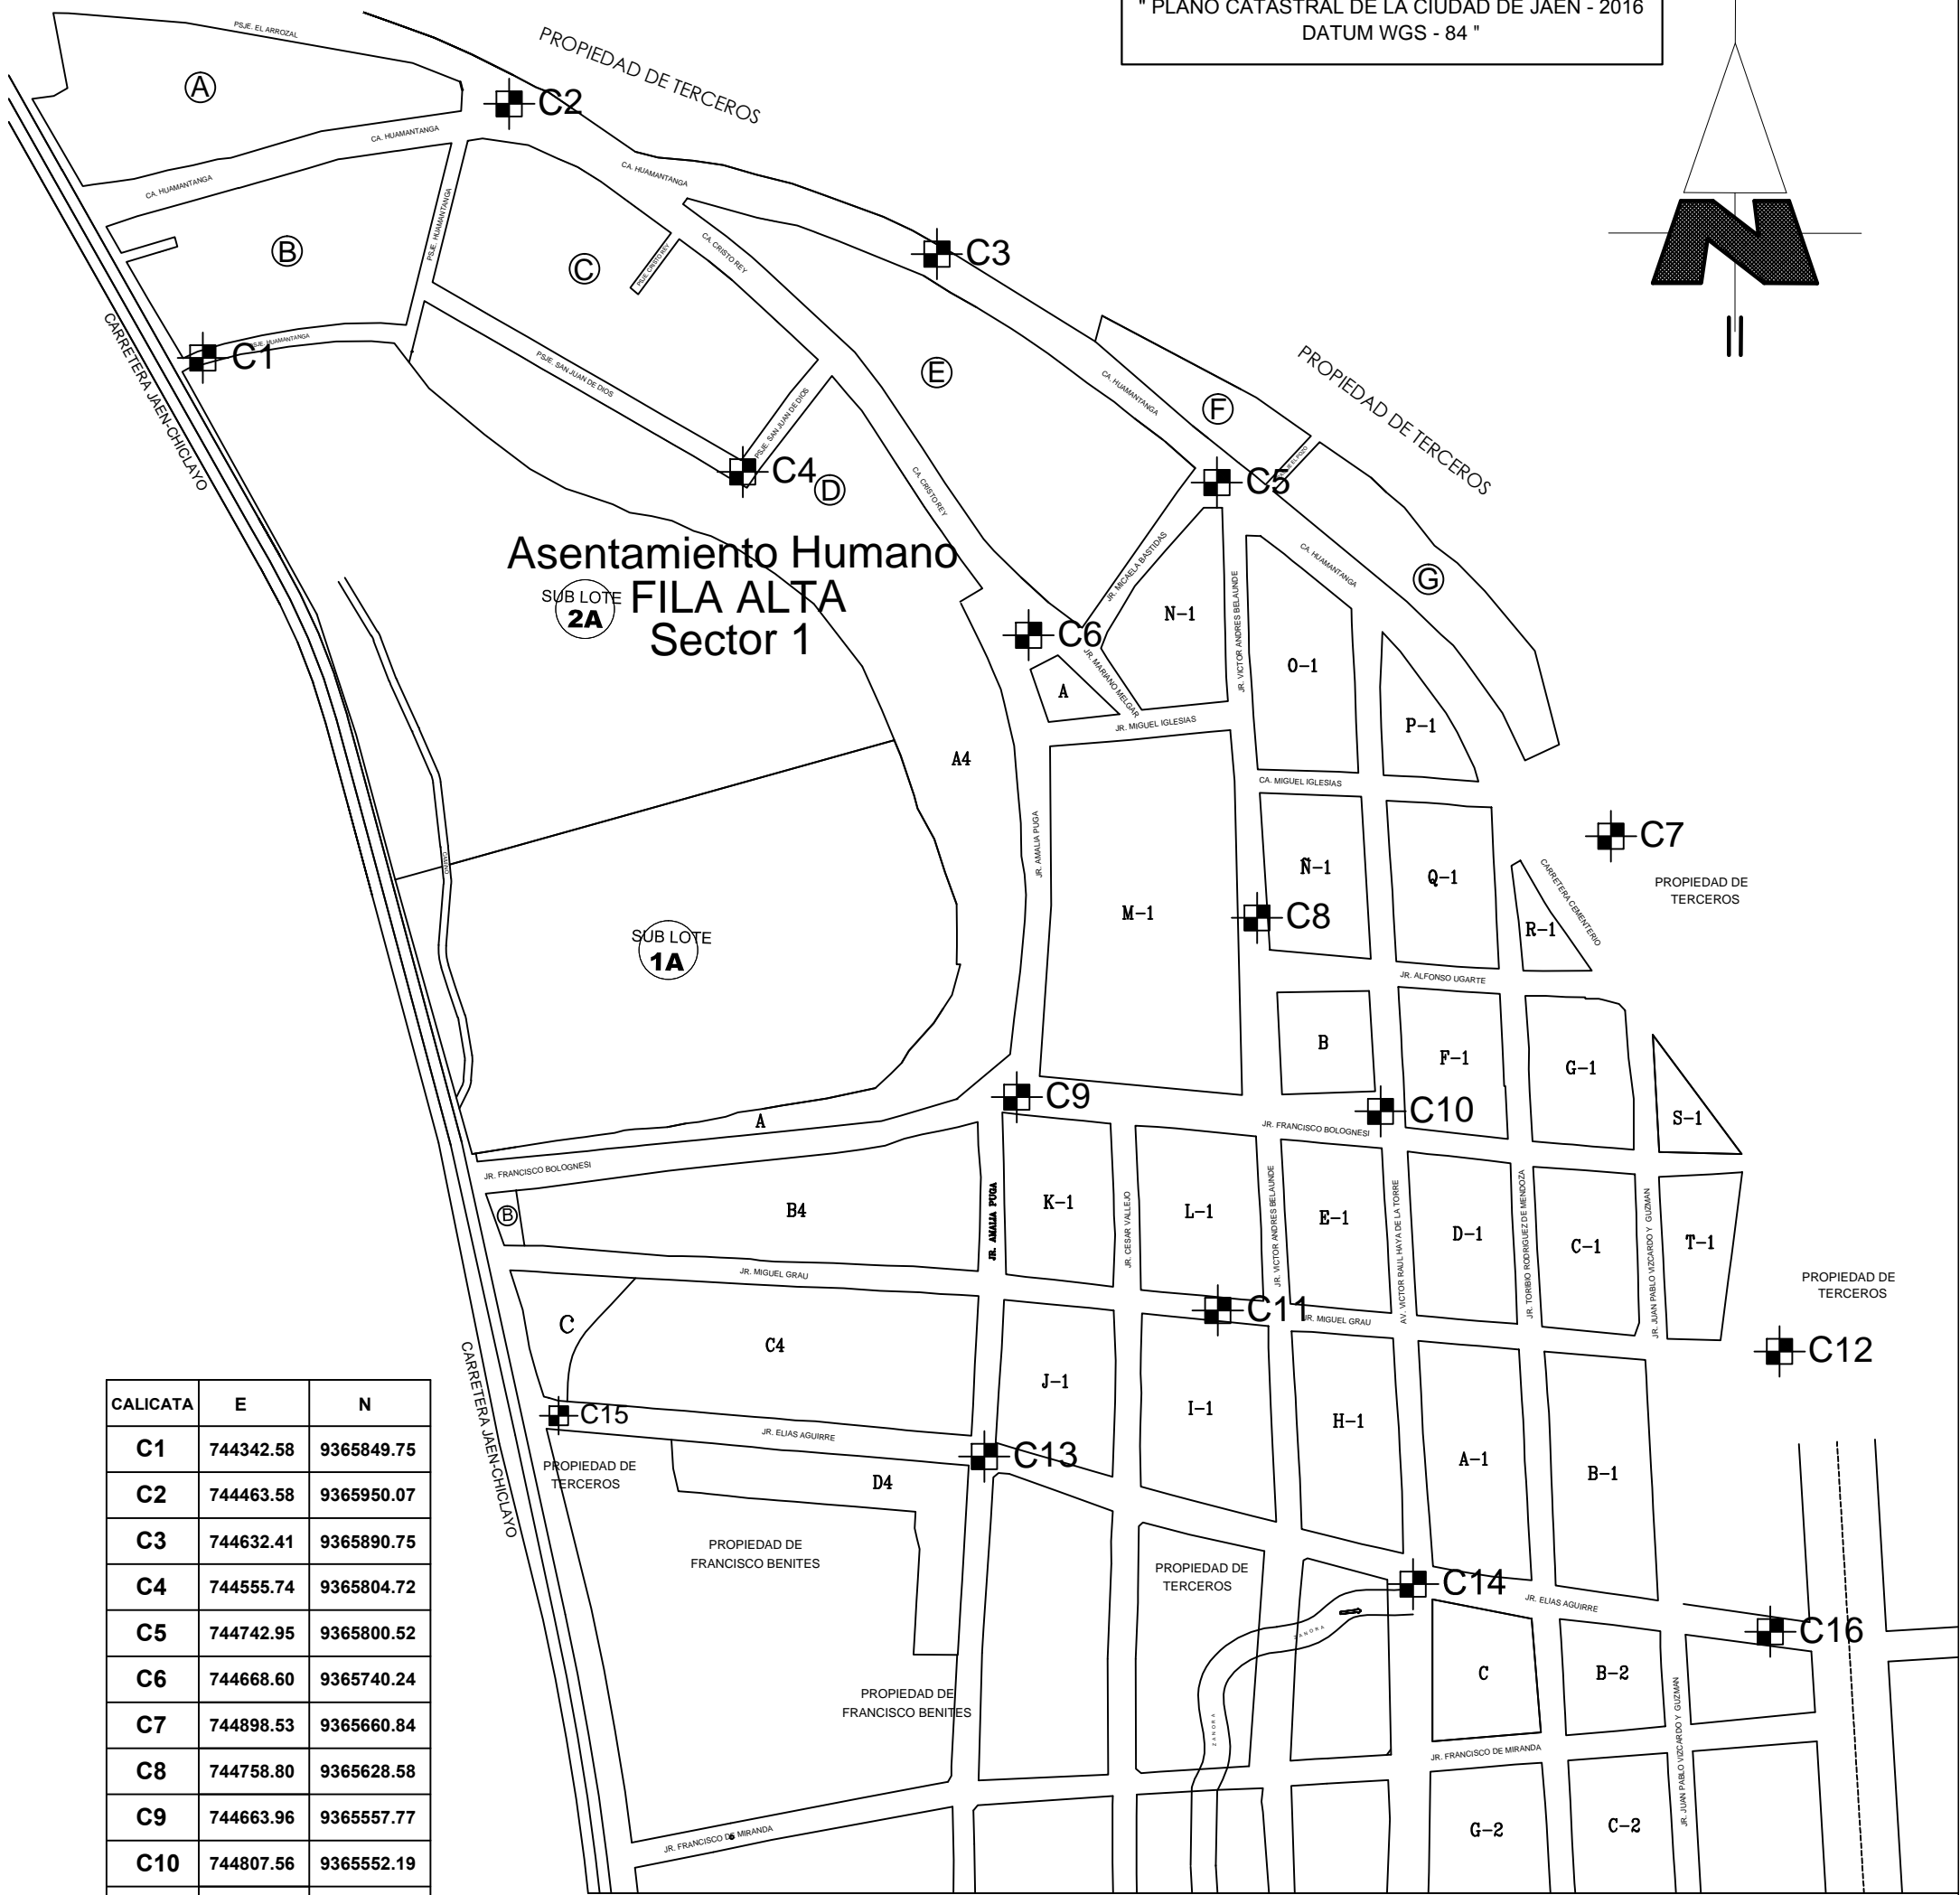 " PLANO CATASTRAL DE LA CIUDAD DE JAEN - 2016
DATUM WGS - 84 "
N
PSJE. EL ARROZAL
PROPIEDAD DE TERCEROS
A
C2
CA. HUAMANTANGA
CA. HUAMANTANGA
CA. HUAMANTANGA
PSJE. HUAMANTANGA
B
C
PSJE. CRISTO REY
CA. CRISTO REY
C3
CARRETERA JAEN-CHICLAYO
PSJE. HUAMANTANGA
C1
PSJE. SAN JUAN DE DIOS
PSJE. SAN JUAN DE DIOS
E
CA. HUAMANTANGA
F
PROPIEDAD DE TERCEROS
C4
D
CA. CRISTO REY
C5
Asentamiento Humano
FILA ALTA
Sector 1
SUB LOTE
2A
JR. MICAELA BASTIDAS
CA. HUAMANTANGA
G
N-1
JR. VICTOR ANDRES BELAUNDE
C6
JR. MARIANO MELGAR
A
O-1
P-1
JR. MIGUEL IGLESIAS
A4
CA. MIGUEL IGLESIAS
JR. AMALIA PUGA
CAMINO
C7
PROPIEDAD DE
TERCEROS
Ñ-1
Q-1
CARRETERA CEMENTERIO
M-1
C8
R-1
SUB LOTE
1A
JR. ALFONSO UGARTE
B
F-1
G-1
C9
C10
S-1
A
JR. FRANCISCO BOLOGNESI
JR. FRANCISCO BOLOGNESI
B
B4
JR. AMALIA PUGA
K-1
JR. CESAR VALLEJO
L-1
JR. VICTOR ANDRES BELAUNDE
E-1
AV. VICTOR RAUL HAYA DE LA TORRE
D-1
JR. TORIBIO RODRIGUEZ DE MENDOZA
C-1
JR. JUAN PABLO VIZCARDO Y GUZMAN
T-1
JR. MIGUEL GRAU
PROPIEDAD DE
TERCEROS
C11
JR. MIGUEL GRAU
C
C4
C12
CARRETERA JAEN-CHICLAYO
J-1
I-1
H-1
C15
JR. ELIAS AGUIRRE
C13
A-1
B-1
PROPIEDAD DE
TERCEROS
D4
PROPIEDAD DE
FRANCISCO BENITES
PROPIEDAD DE
TERCEROS
C14
JR. ELIAS AGUIRRE
C16
ZANORA
C
B-2
PROPIEDAD DE
FRANCISCO BENITES
ZANORA
JR. JUAN PABLO VIZCARDO Y GUZMAN
JR. FRANCISCO DE MIRANDA
G-2
C-2
JR. FRANCISCO DE MIRANDA
CALICATA E N
C1 744342.58 9365849.75
C2 744463.58 9365950.07
C3 744632.41 9365890.75
C4 744555.74 9365804.72
C5 744742.95 9365800.52
C6 744668.60 9365740.24
C7 744898.53 9365660.84
C8 744758.80 9365628.58
C9 744663.96 9365557.77
C10 744807.56 9365552.19